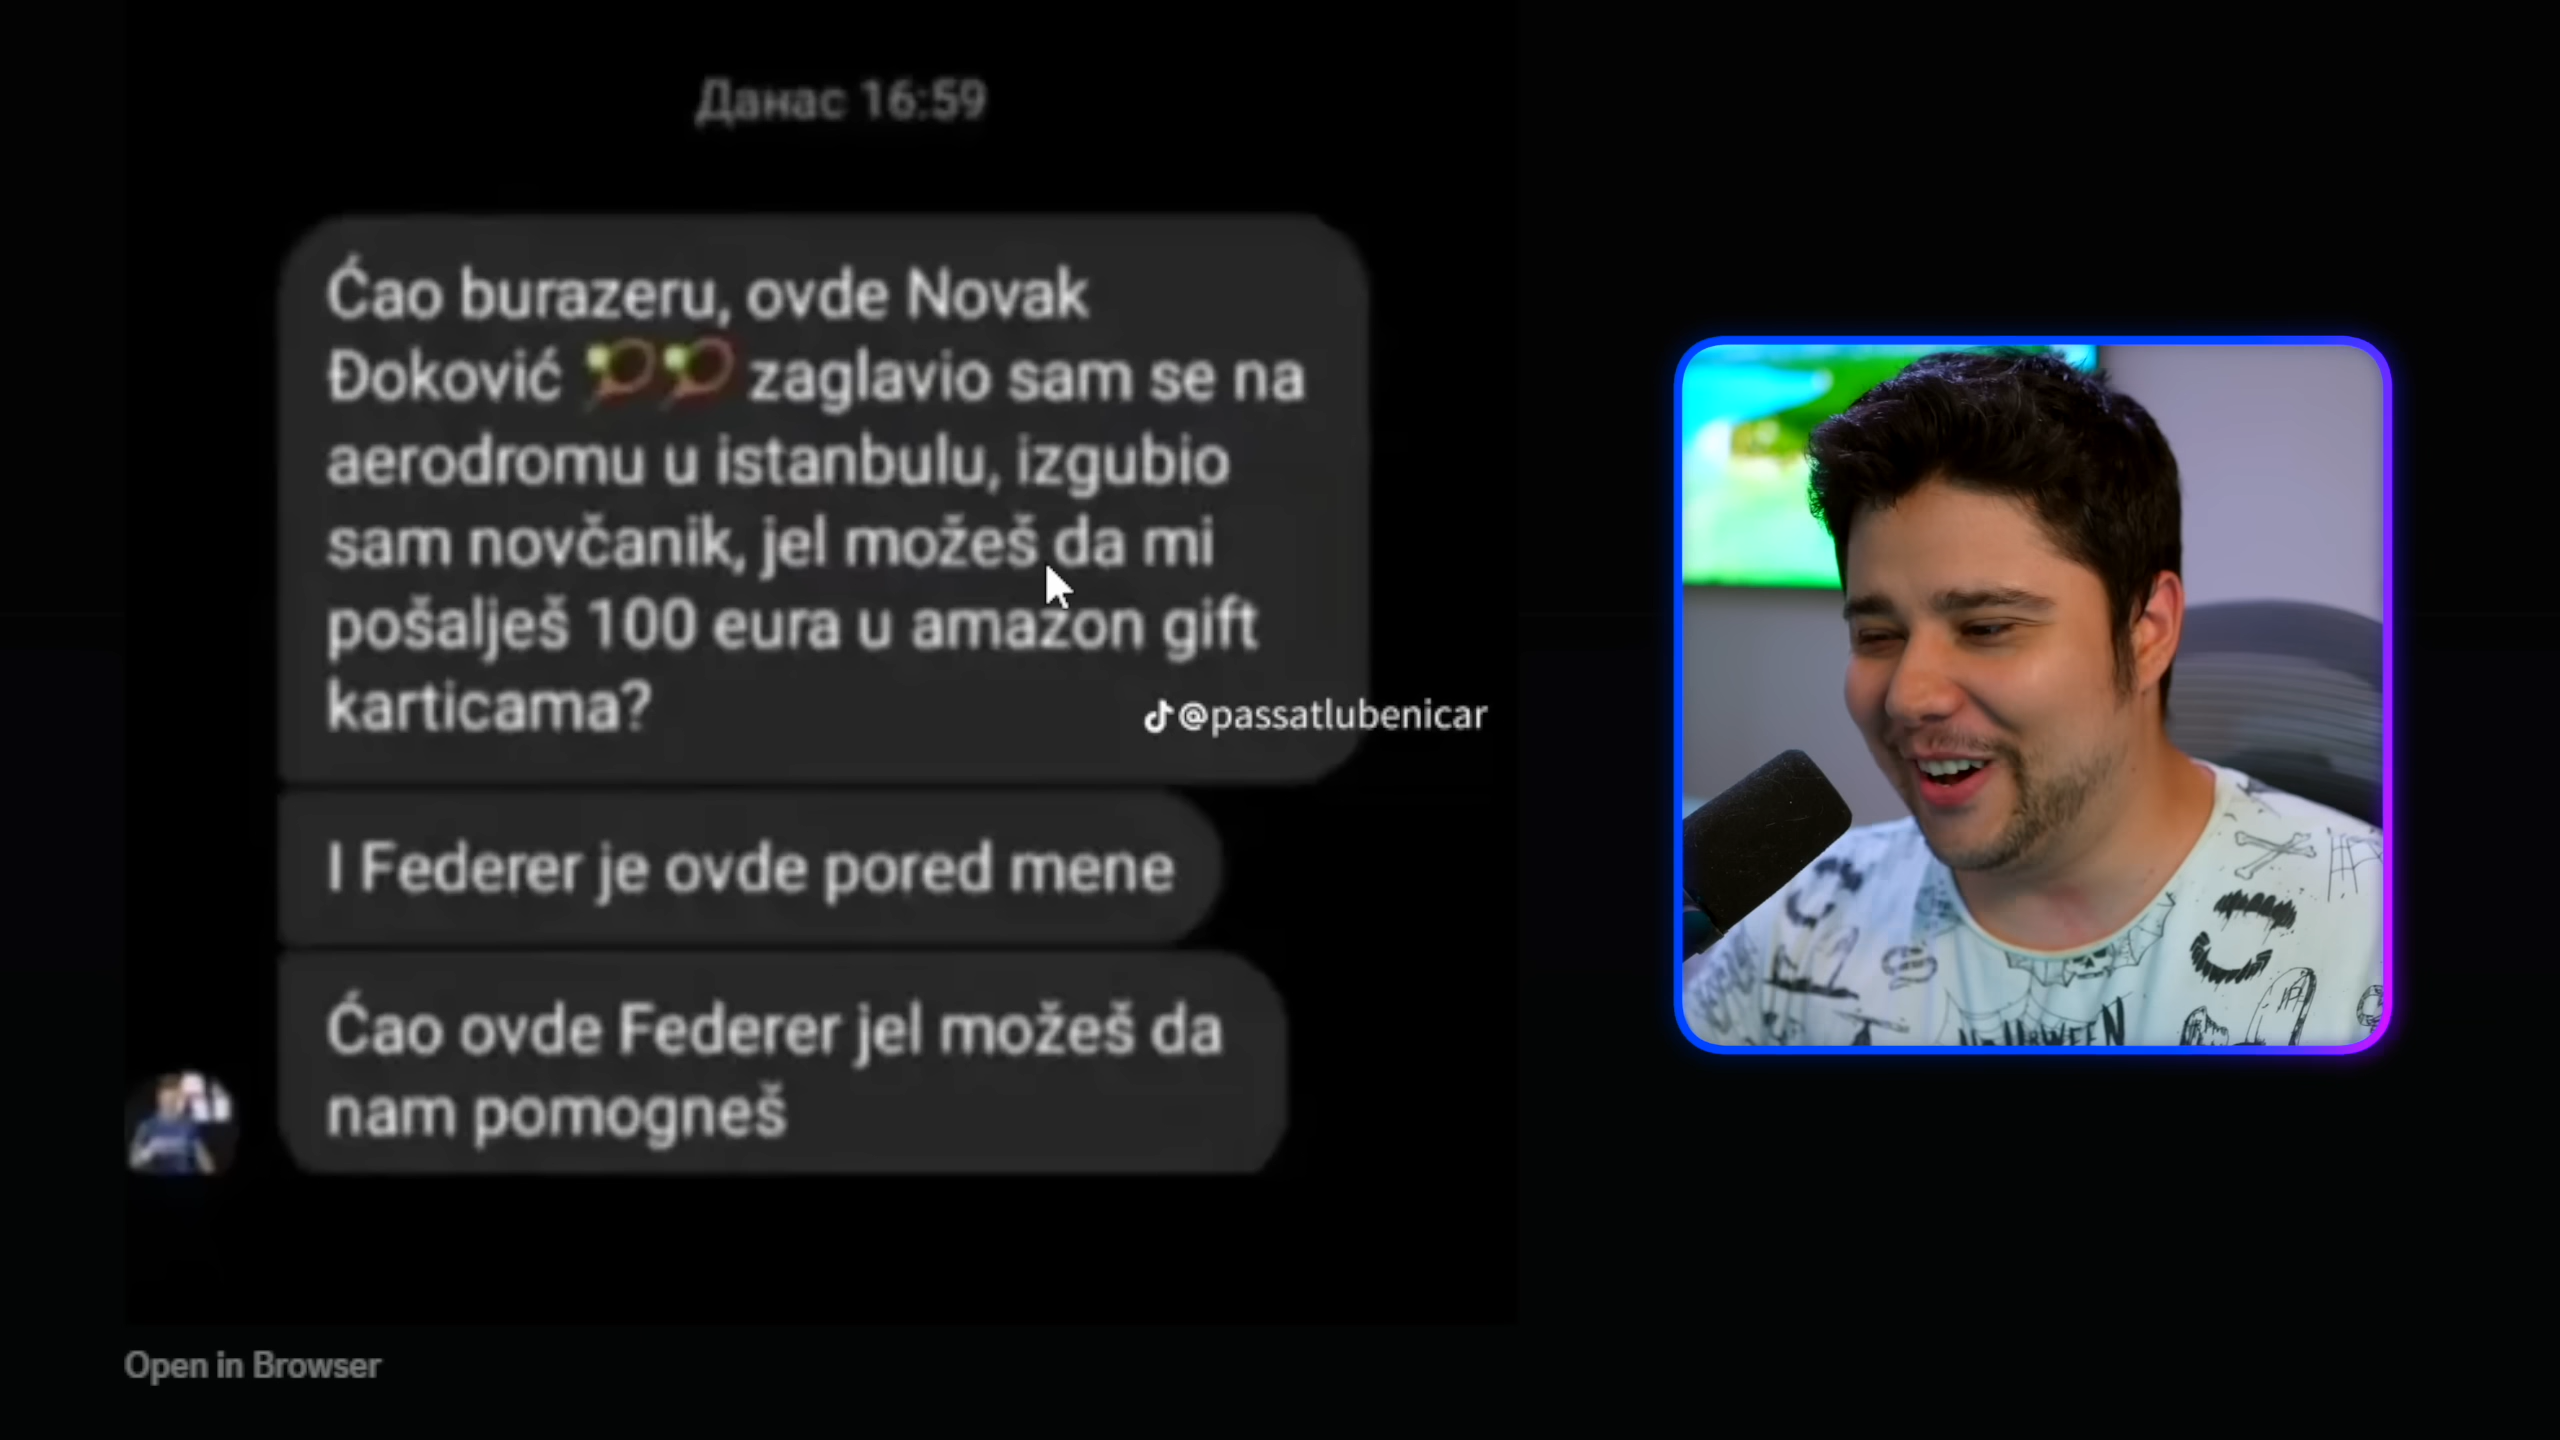 Данас 16:59
Ćao burazeru, ovde Novak
Đoković 🎾🎾 zaglavio sam se na
aerodromu u istanbulu, izgubio
sam novčanik, jel možeš da mi
pošalješ 100 eura u amazon gift
karticama?
@passatlubenicar
I Federer je ovde pored mene
Ćao ovde Federer jel možeš da
nam pomogneš
Open in Browser